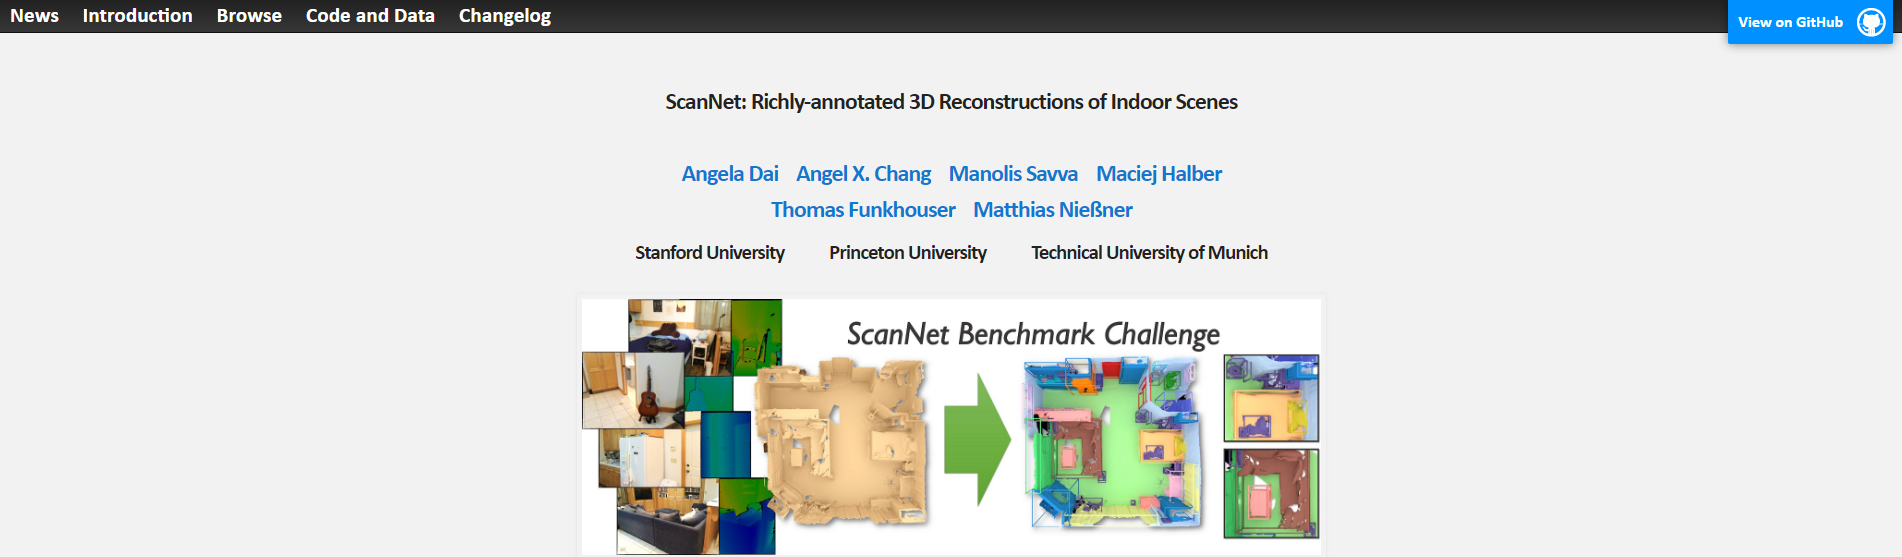 News Introduction Browse Code and Data Changelog View on GitHub
ScanNet: Richly-annotated 3D Reconstructions of Indoor Scenes
Angela Dai Angel X. Chang Manolis Savva Maciej Halber
Thomas Funkhouser Matthias Nießner
Stanford University Princeton University Technical University of Munich
ScanNet Benchmark Challenge